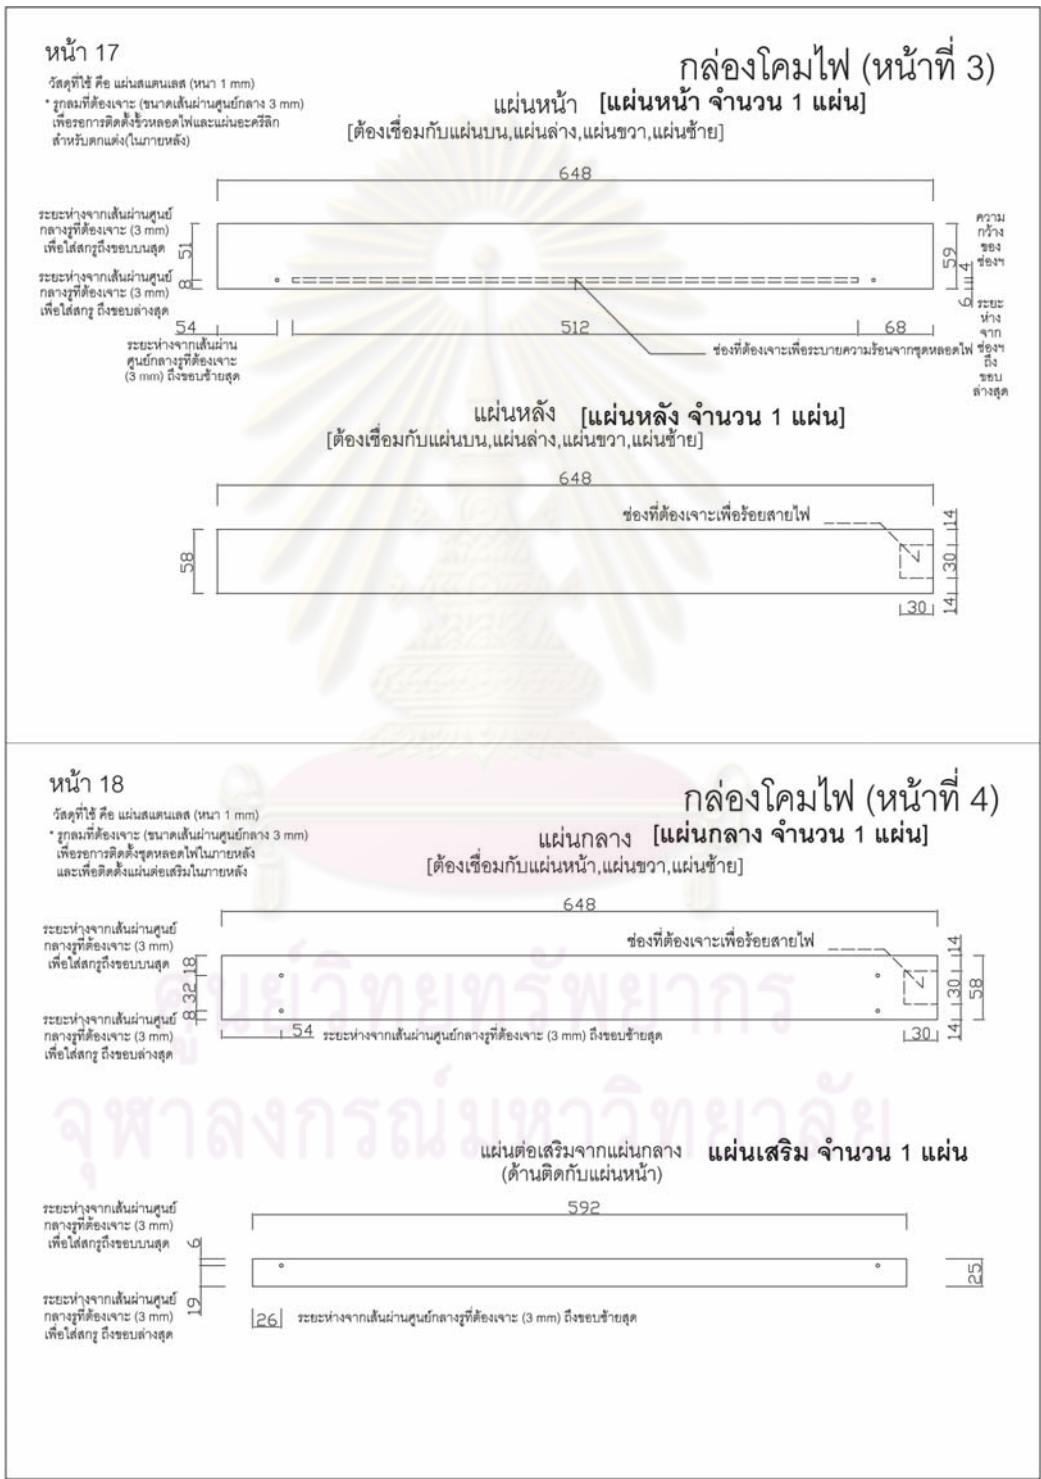 หน้า 17
กล่องโคมไฟ (หน้าที่ 3)
วัสดุที่ใช้ คือ แผ่นสแตนเลส (หนา 1 mm)
* รูกลมที่ต้องเจาะ (ขนาดเส้นผ่านศูนย์กลาง 3 mm)
เพื่อรอการติดตั้งขั้วหลอดไฟและแผ่นอะครีลิก
สำหรับตกแต่ง(ในภายหลัง)
แผ่นหน้า [แผ่นหน้า จำนวน 1 แผ่น]
[ต้องเชื่อมกับแผ่นบน,แผ่นล่าง,แผ่นขวา,แผ่นซ้าย]
648
ระยะห่างจากเส้นผ่านศูนย์
กลางรูที่ต้องเจาะ (3 mm)
เพื่อใส่สกรูถึงขอบบนสุด
51
ระยะห่างจากเส้นผ่านศูนย์
กลางรูที่ต้องเจาะ (3 mm)
เพื่อใส่สกรู ถึงขอบล่างสุด
8
ความ
กว้าง
ของ
ช่องฯ
59
4
6
ระยะ
ห่าง
จาก
ช่องฯ
ถึง
ขอบ
ล่างสุด
54
512
68
ระยะห่างจากเส้นผ่าน
ศูนย์กลางรูที่ต้องเจาะ
(3 mm) ถึงขอบซ้ายสุด
ช่องที่ต้องเจาะเพื่อระบายความร้อนจากชุดหลอดไฟ
แผ่นหลัง [แผ่นหลัง จำนวน 1 แผ่น]
[ต้องเชื่อมกับแผ่นบน,แผ่นล่าง,แผ่นขวา,แผ่นซ้าย]
648
ช่องที่ต้องเจาะเพื่อร้อยสายไฟ
58
14
30
14
30
หน้า 18
กล่องโคมไฟ (หน้าที่ 4)
วัสดุที่ใช้ คือ แผ่นสแตนเลส (หนา 1 mm)
* รูกลมที่ต้องเจาะ (ขนาดเส้นผ่านศูนย์กลาง 3 mm)
เพื่อรอการติดตั้งชุดหลอดไฟในภายหลัง
และเพื่อติดตั้งแผ่นต่อเสริมในภายหลัง
แผ่นกลาง [แผ่นกลาง จำนวน 1 แผ่น]
[ต้องเชื่อมกับแผ่นหน้า,แผ่นขวา,แผ่นซ้าย]
648
ระยะห่างจากเส้นผ่านศูนย์
กลางรูที่ต้องเจาะ (3 mm)
เพื่อใส่สกรูถึงขอบบนสุด
18
32
8
ช่องที่ต้องเจาะเพื่อร้อยสายไฟ
14
30
14
58
30
ระยะห่างจากเส้นผ่านศูนย์
กลางรูที่ต้องเจาะ (3 mm)
เพื่อใส่สกรู ถึงขอบล่างสุด
54 ระยะห่างจากเส้นผ่านศูนย์กลางรูที่ต้องเจาะ (3 mm) ถึงขอบซ้ายสุด
ศูนย์วิทยทรัพยากร
จุฬาลงกรณ์มหาวิทยาลัย
แผ่นต่อเสริมจากแผ่นกลาง แผ่นเสริม จำนวน 1 แผ่น
(ด้านติดกับแผ่นหน้า)
592
ระยะห่างจากเส้นผ่านศูนย์
กลางรูที่ต้องเจาะ (3 mm)
เพื่อใส่สกรูถึงขอบบนสุด
6
19
25
ระยะห่างจากเส้นผ่านศูนย์
กลางรูที่ต้องเจาะ (3 mm)
เพื่อใส่สกรู ถึงขอบล่างสุด
26 ระยะห่างจากเส้นผ่านศูนย์กลางรูที่ต้องเจาะ (3 mm) ถึงขอบซ้ายสุด